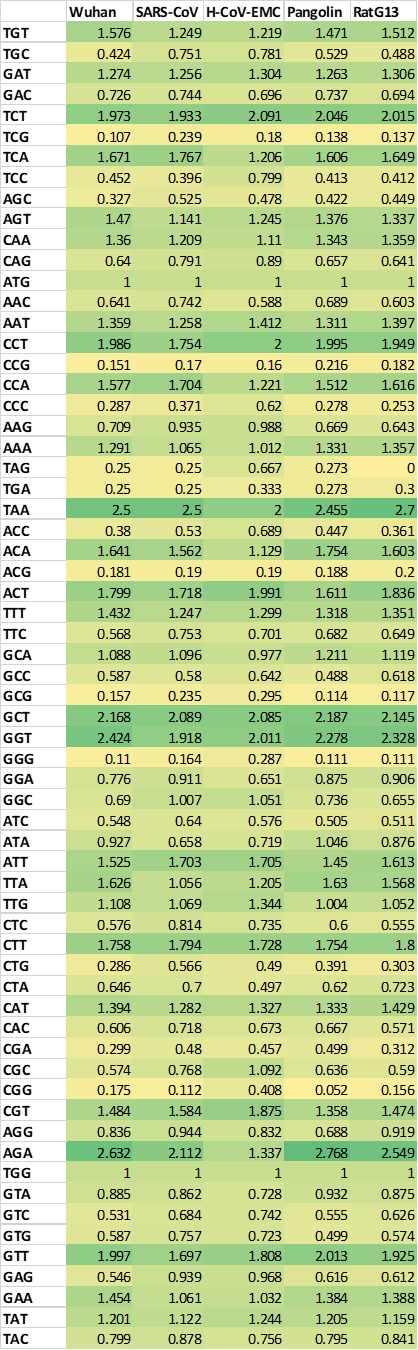 Wuhan SARS-CoV H-CoV-EMC Pangolin RatG13
TGT 1.576 1.249 1.219 1.471 1.512
TGC 0.424 0.751 0.781 0.529 0.488
GAT 1.274 1.256 1.304 1.263 1.306
GAC 0.726 0.744 0.696 0.737 0.694
TCT 1.973 1.933 2.091 2.046 2.015
TCG 0.107 0.239 0.18 0.138 0.137
TCA 1.671 1.767 1.206 1.606 1.649
TCC 0.452 0.396 0.799 0.413 0.412
AGC 0.327 0.525 0.478 0.422 0.449
AGT 1.47 1.141 1.245 1.376 1.337
CAA 1.36 1.209 1.11 1.343 1.359
CAG 0.64 0.791 0.89 0.657 0.641
ATG 1 1 1 1 1
AAC 0.641 0.742 0.588 0.689 0.603
AAT 1.359 1.258 1.412 1.311 1.397
CCT 1.986 1.754 2 1.995 1.949
CCG 0.151 0.17 0.16 0.216 0.182
CCA 1.577 1.704 1.221 1.512 1.616
CCC 0.287 0.371 0.62 0.278 0.253
AAG 0.709 0.935 0.988 0.669 0.643
AAA 1.291 1.065 1.012 1.331 1.357
TAG 0.25 0.25 0.667 0.273 0
TGA 0.25 0.25 0.333 0.273 0.3
TAA 2.5 2.5 2 2.455 2.7
ACC 0.38 0.53 0.689 0.447 0.361
ACA 1.641 1.562 1.129 1.754 1.603
ACG 0.181 0.19 0.19 0.188 0.2
ACT 1.799 1.718 1.991 1.611 1.836
TTT 1.432 1.247 1.299 1.318 1.351
TTC 0.568 0.753 0.701 0.682 0.649
GCA 1.088 1.096 0.977 1.211 1.119
GCC 0.587 0.58 0.642 0.488 0.618
GCG 0.157 0.235 0.295 0.114 0.117
GCT 2.168 2.089 2.085 2.187 2.145
GGT 2.424 1.918 2.011 2.278 2.328
GGG 0.11 0.164 0.287 0.111 0.111
GGA 0.776 0.911 0.651 0.875 0.906
GGC 0.69 1.007 1.051 0.736 0.655
ATC 0.548 0.64 0.576 0.505 0.511
ATA 0.927 0.658 0.719 1.046 0.876
ATT 1.525 1.703 1.705 1.45 1.613
TTA 1.626 1.056 1.205 1.63 1.568
TTG 1.108 1.069 1.344 1.004 1.052
CTC 0.576 0.814 0.735 0.6 0.555
CTT 1.758 1.794 1.728 1.754 1.8
CTG 0.286 0.566 0.49 0.391 0.303
CTA 0.646 0.7 0.497 0.62 0.723
CAT 1.394 1.282 1.327 1.333 1.429
CAC 0.606 0.718 0.673 0.667 0.571
CGA 0.299 0.48 0.457 0.499 0.312
CGC 0.574 0.768 1.092 0.636 0.59
CGG 0.175 0.112 0.408 0.052 0.156
CGT 1.484 1.584 1.875 1.358 1.474
AGG 0.836 0.944 0.832 0.688 0.919
AGA 2.632 2.112 1.337 2.768 2.549
TGG 1 1 1 1 1
GTA 0.885 0.862 0.728 0.932 0.875
GTC 0.531 0.684 0.742 0.555 0.626
GTG 0.587 0.757 0.723 0.499 0.574
GTT 1.997 1.697 1.808 2.013 1.925
GAG 0.546 0.939 0.968 0.616 0.612
GAA 1.454 1.061 1.032 1.384 1.388
TAT 1.201 1.122 1.244 1.205 1.159
TAC 0.799 0.878 0.756 0.795 0.841